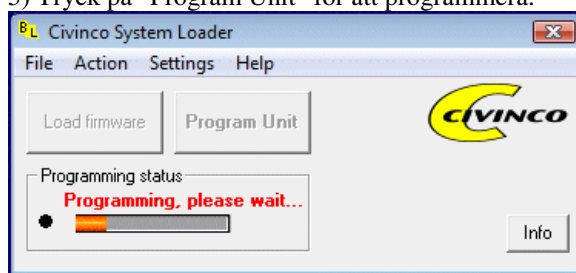 5) Tryck på "Program Unit" för att programmera.
BL Civinco System Loader
File Action Settings Help
Load firmware Program Unit
CIVINCO
Programming status
Programming, please wait...
Info